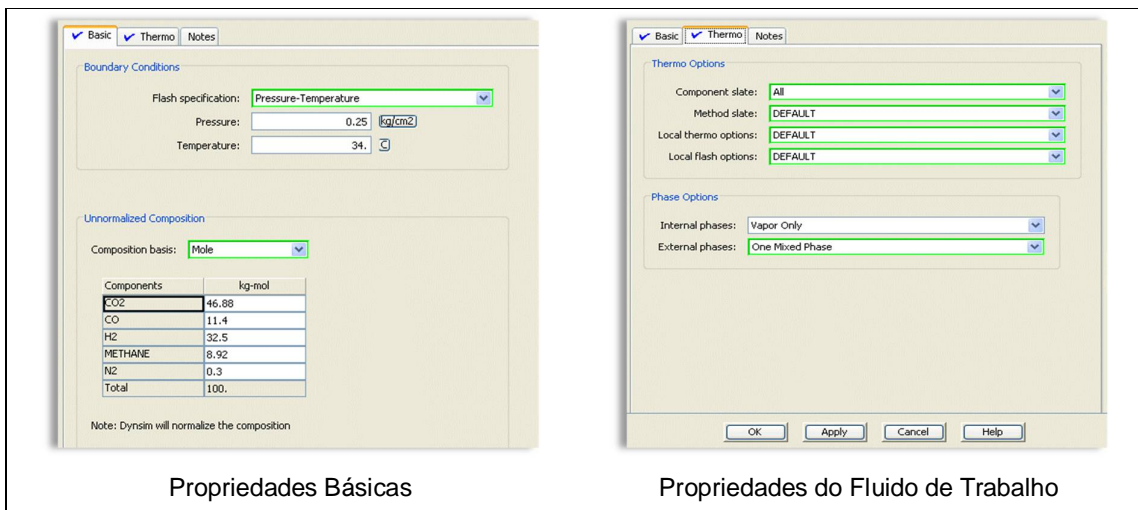 Basic Thermo Notes
Boundary Conditions
Flash specification: Pressure-Temperature
Pressure: 0.25 kg/cm2
Temperature: 34. C
Unnormalized Composition
Composition basis: Mole
Components kg-mol
CO2 46.88
CO 11.4
H2 32.5
METHANE 8.92
N2 0.3
Total 100.
Note: Dynsim will normalize the composition
Propriedades Básicas
Basic Thermo Notes
Thermo Options
Component slate: All
Method slate: DEFAULT
Local thermo options: DEFAULT
Local flash options: DEFAULT
Phase Options
Internal phases: Vapor Only
External phases: One Mixed Phase
OK Apply Cancel Help
Propriedades do Fluido de Trabalho